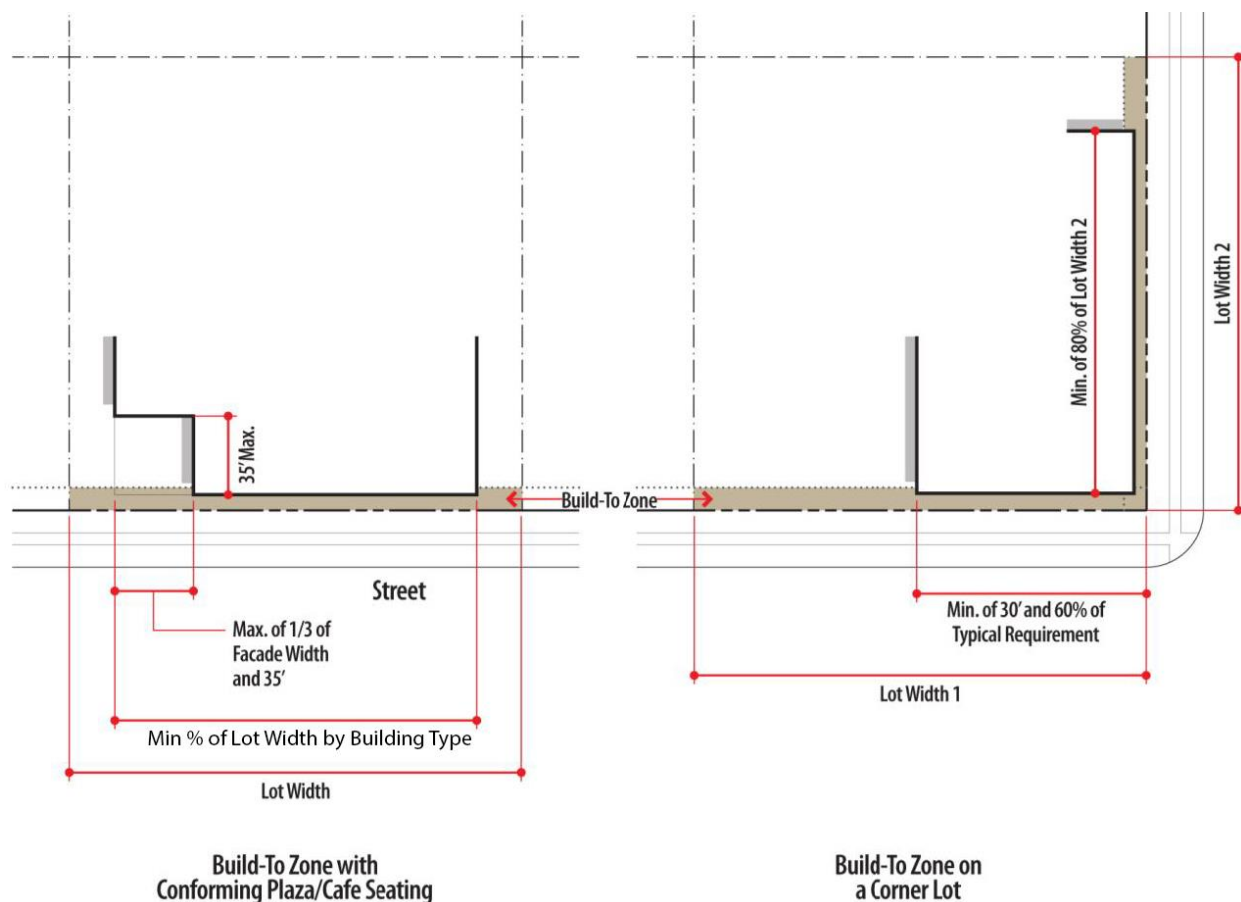 35' Max.
Build-To Zone
Street
Max. of 1/3 of
Facade Width
and 35'
Min % of Lot Width by Building Type
Lot Width
Build-To Zone with
Conforming Plaza/Cafe Seating
Min. of 80% of Lot Width 2
Lot Width 2
Min. of 30' and 60% of
Typical Requirement
Lot Width 1
Build-To Zone on
a Corner Lot